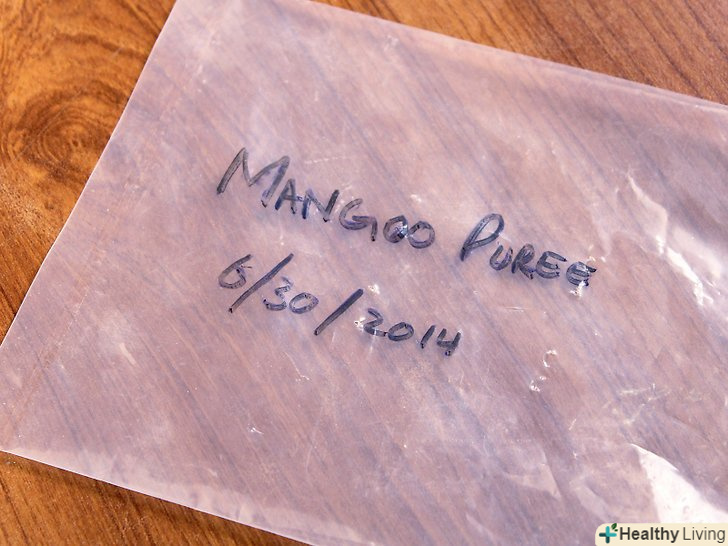 MANGOO PUREE
6/30/2014
Healthy Living